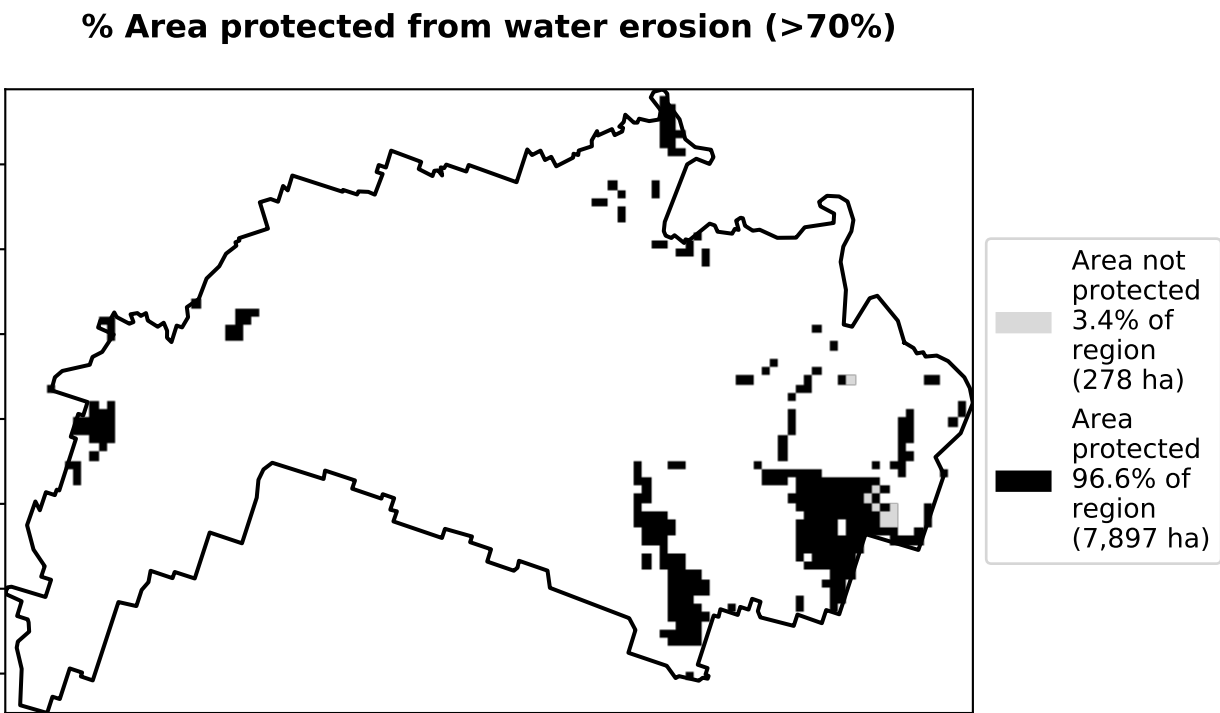 % Area protected from water erosion (>70%)
Area not
protected
3.4% of
region
(278 ha)
Area
protected
96.6% of
region
(7,897 ha)